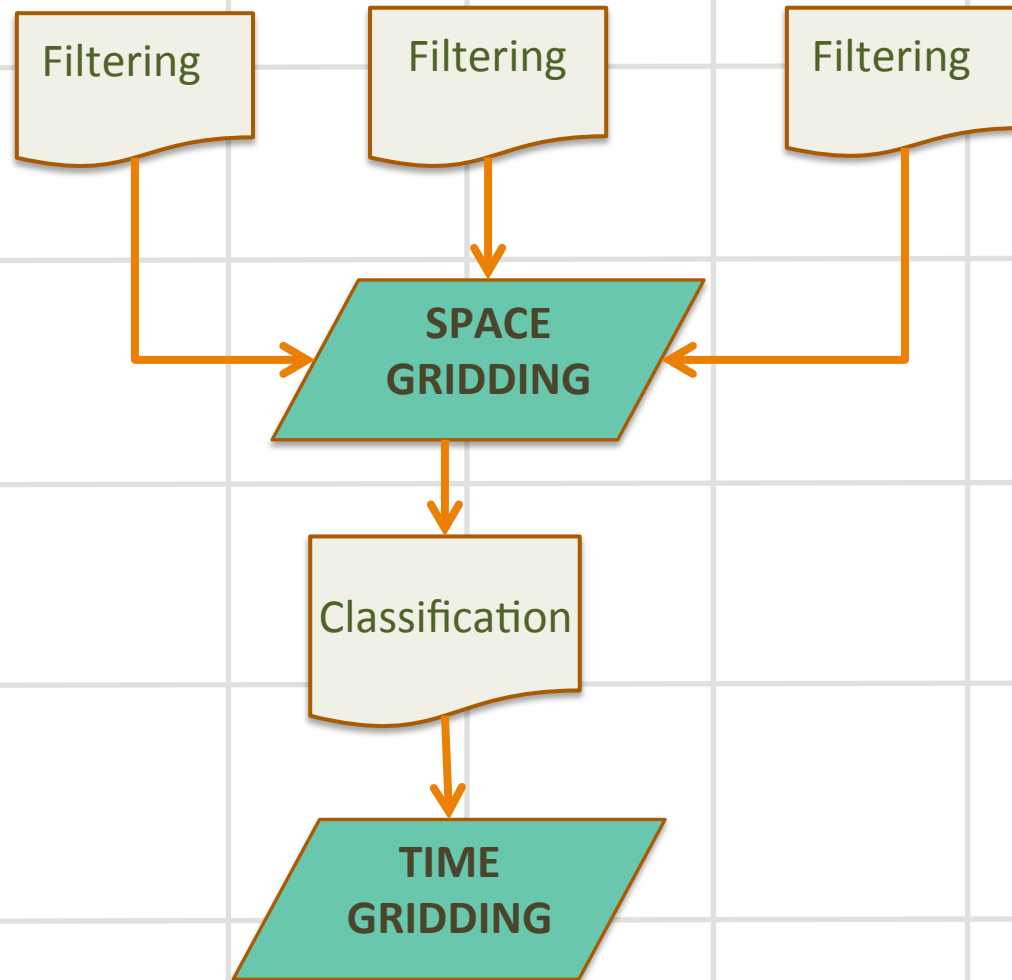 Filtering
Filtering
Filtering
SPACE
GRIDDING
Classification
TIME
GRIDDING